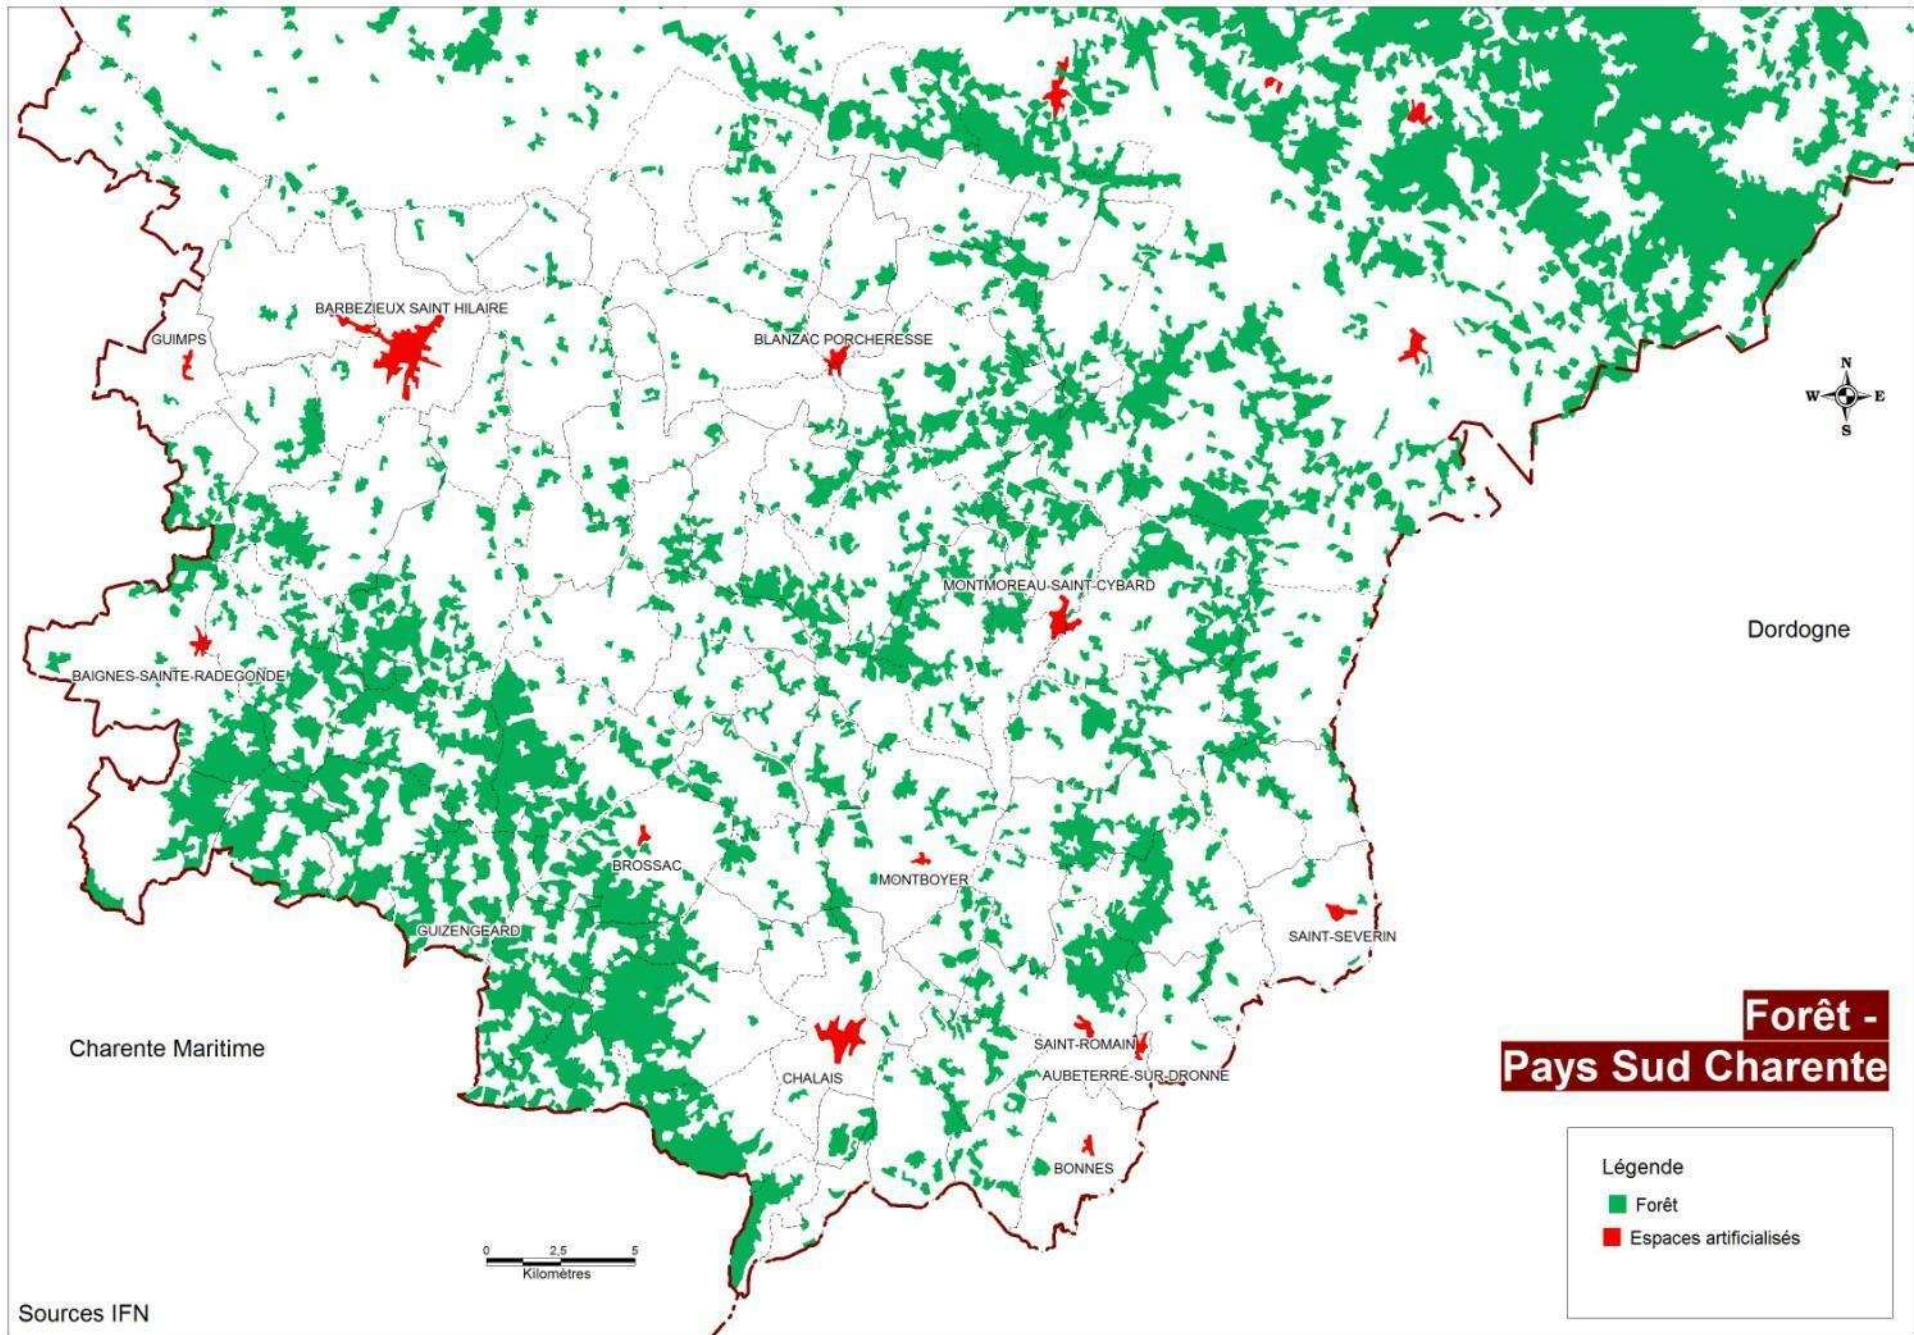 BARBEZIEUX SAINT HILAIRE
GUIMPS
BLANZAC PORCHERESSE
N
W E
S
MONTMOREAU-SAINT-CYBARD
Dordogne
BAIGNES-SAINTE-RADEGONDE
BROSSAC
MONTBOYER
GUIZENGEARD
SAINT-SEVERIN
Forêt -
Pays Sud Charente
Charente Maritime
SAINT-ROMAIN
CHALAIS
AUBETERRE-SUR-DRONNE
BONNES
Légende
Forêt
Espaces artificialisés
0 2,5 5
Kilomètres
Sources IFN